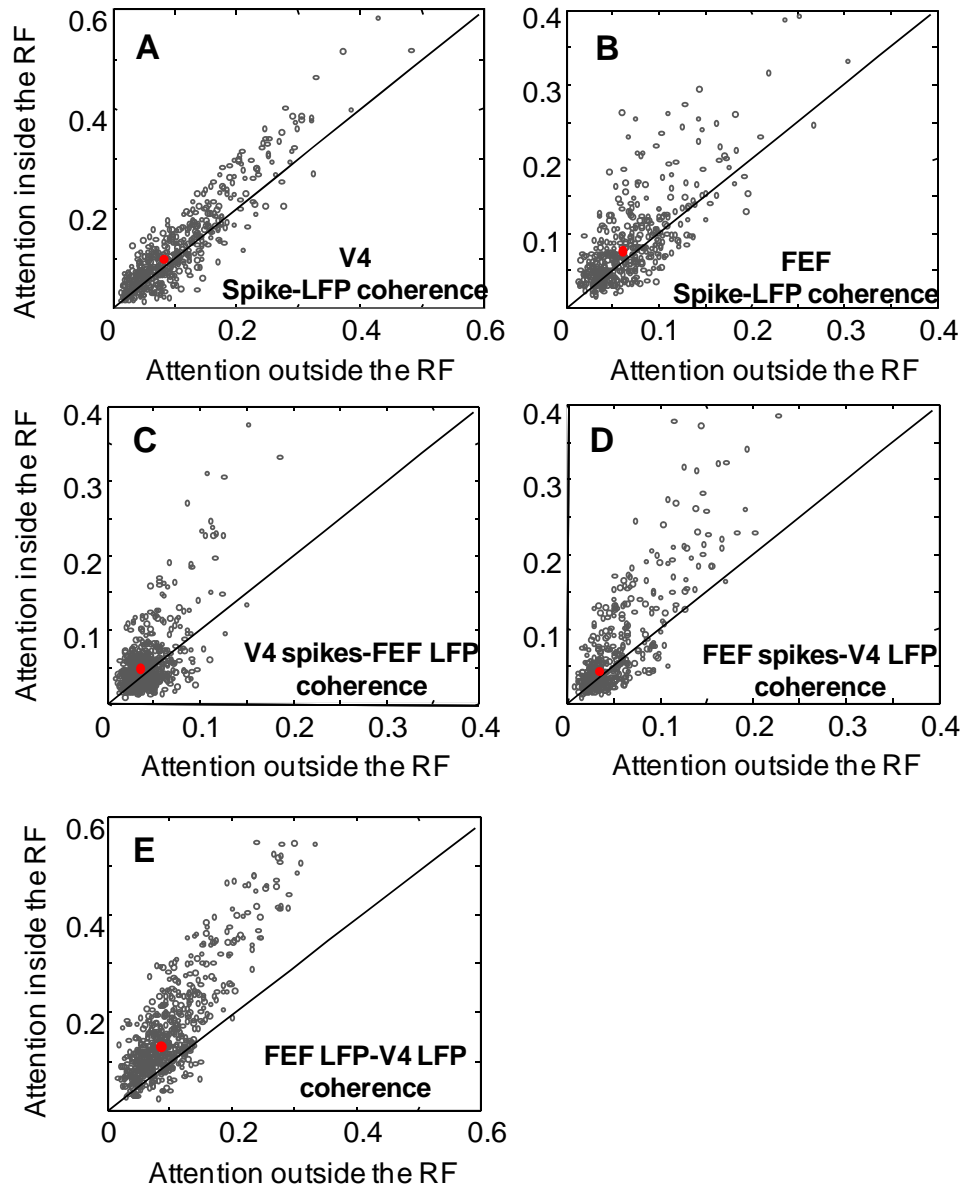 A
0.6
0.4
0.2
0
0.2
0.4
0.6
Attention inside the RF
Attention outside the RF
V4
Spike-LFP coherence
B
0.4
0.3
0.2
0.1
0
0.1
0.2
0.3
0.4
Attention outside the RF
FEF
Spike-LFP coherence
C
0.4
0.3
0.2
0.1
0
0.1
0.2
0.3
0.4
Attention inside the RF
Attention outside the RF
V4 spikes-FEF LFP
coherence
D
0.4
0.3
0.2
0.1
0
0.1
0.2
0.3
0.4
Attention outside the RF
FEF spikes-V4 LFP
coherence
E
0.6
0.4
0.2
0
0.2
0.4
0.6
Attention inside the RF
Attention outside the RF
FEF LFP-V4 LFP
coherence